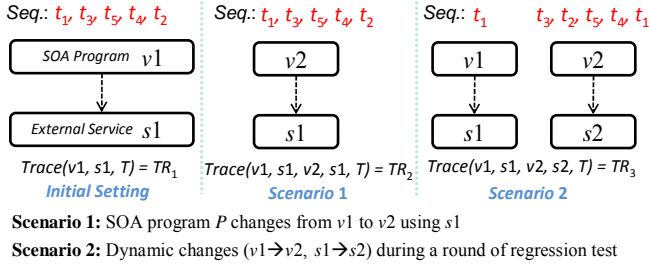 Seq.: t1, t3, t5, t4, t2
Seq.: t1, t3, t5, t4, t2
Seq.: t1
t3, t2, t5, t4, t1
SOA Program v1
v2
v1
v2
External Service s1
s1
s1
s2
Trace(v1, s1, T) = TR1
Trace(v1, s1, v2, s1, T) = TR2
Trace(v1, s1, v2, s2, T) = TR3
Initial Setting
Scenario 1
Scenario 2
Scenario 1: SOA program P changes from v1 to v2 using s1
Scenario 2: Dynamic changes (v1→v2, s1→s2) during a round of regression test